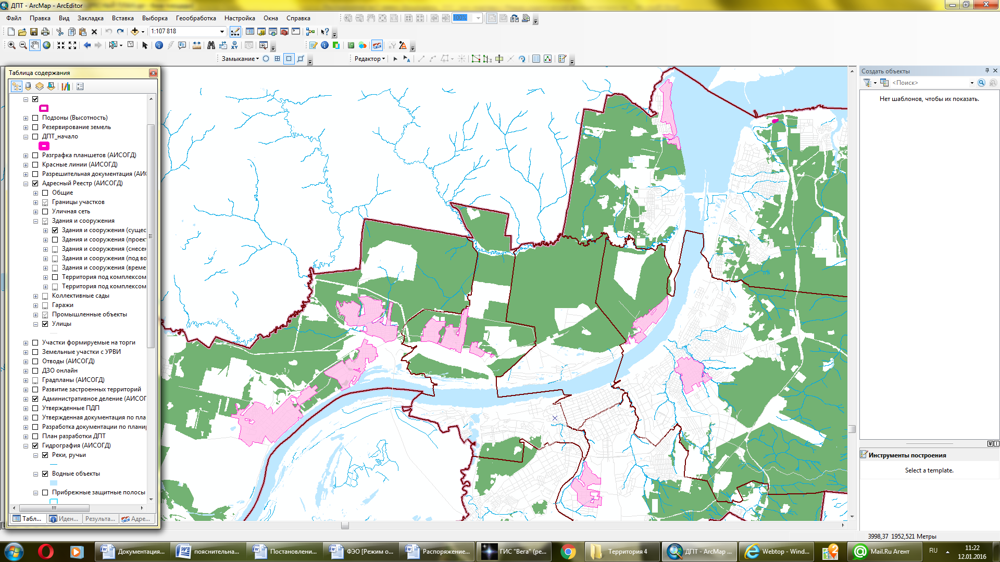 ДПТ - ArcMap - ArcEditor
Файл Правка Вид Закладка Вставка Выборка Геообработка Настройка Окна Справка
100%
1:107 818
Замыкание
Редактор
Таблица содержания
Подзоны (Высотность)
Резервирование земель
ДПТ_начало
Разграфка планшетов (АИСОГД)
Красные линии (АИСОГД)
Разрешительная документация (АИС
Адресный Реестр (АИСОГД)
Общие
Границы участков
Уличная сеть
Здания и сооружения
Здания и сооружения (сущес
Здания и сооружения (проек
Здания и сооружения (снесен
Здания и сооружения (под во
Здания и сооружения (време
Территория под комплексом
Территория под комплексом
Коллективные сады
Гаражи
Промышленные объекты
Улицы
Участки формируемые на торги
Земельные участки с УРВИ
Отводы (АИСОГД)
ДЗО онлайн
Градпланы (АИСОГД)
Развитие застроенных территорий
Административное деление (АИСОГ
Утвержденные ПДП
Утвержденная документация по пла
Разработка документации по планир
План разработки ДПТ
Гидрография (АИСОГД)
Реки, ручьи
Водные объекты
Прибрежные защитные полосы
Табл... Иден... Результа... Адре...
Создать объекты
<Поиск>
Нет шаблонов, чтобы их показать.
Инструменты построения
Select a template.
3998,37 1952,521 Метры
Документация... пояснительна... Постановлени... ФЭО [Режим о... Распоряжение... ГИС "Вега" (ре... Территория 4 ДПТ - ArcMap ... Webtop - Wind... Mail.Ru Агент RU 11:22
12.01.2016